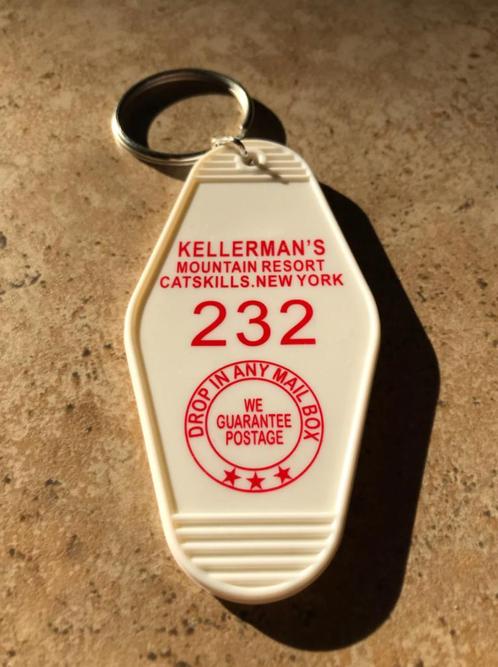 KELLERMAN'S
MOUNTAIN RESORT
CATSKILLS.NEW YORK
232
DROP IN ANY MAIL BOX
WE
GUARANTEE
POSTAGE